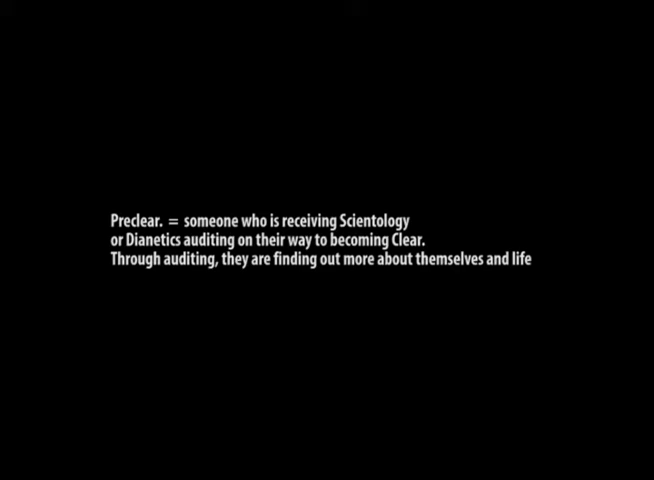 Preclear. = someone who is receiving Scientology
or Dianetics auditing on their way to becoming Clear.
Through auditing, they are finding out more about themselves and life